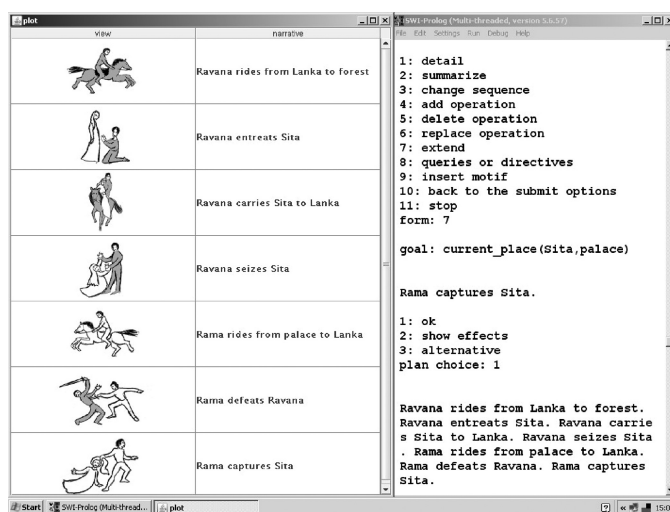 plot
view narrative
Ravana rides from Lanka to forest
Ravana entreats Sita
Ravana carries Sita to Lanka
Ravana seizes Sita
Rama rides from palace to Lanka
Rama defeats Ravana
Rama captures Sita
SWI-Prolog (Multi-threaded, version 5.6.57)
File Edit Settings Run Debug Help
1: detail
2: summarize
3: change sequence
4: add operation
5: delete operation
6: replace operation
7: extend
8: queries or directives
9: insert motif
10: back to the submit options
11: stop
form: 7
goal: current_place(Sita,palace)
Rama captures Sita.
1: ok
2: show effects
3: alternative
plan choice: 1
Ravana rides from Lanka to forest.
Ravana entreats Sita. Ravana carrie
s Sita to Lanka. Ravana seizes Sita
. Rama rides from palace to Lanka.
Rama defeats Ravana. Rama captures
Sita.
Start SWI-Prolog (Multi-thread... plot